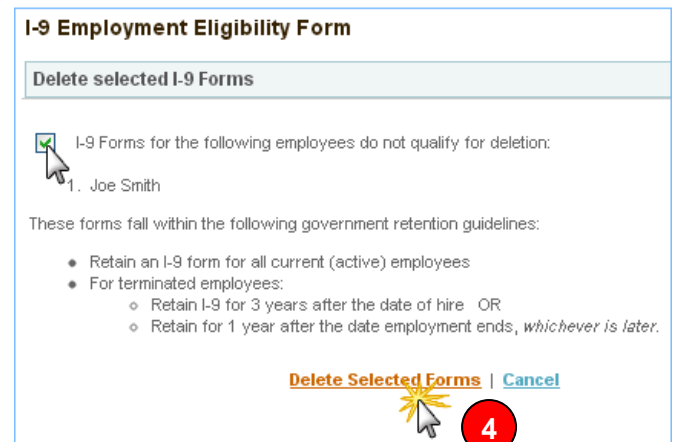 I-9 Employment Eligibility Form
Delete selected I-9 Forms
I-9 Forms for the following employees do not qualify for deletion:
1. Joe Smith
These forms fall within the following government retention guidelines:
● Retain an I-9 form for all current (active) employees
● For terminated employees:
○ Retain I-9 for 3 years after the date of hire OR
○ Retain for 1 year after the date employment ends, whichever is later.
Delete Selected Forms | Cancel
4